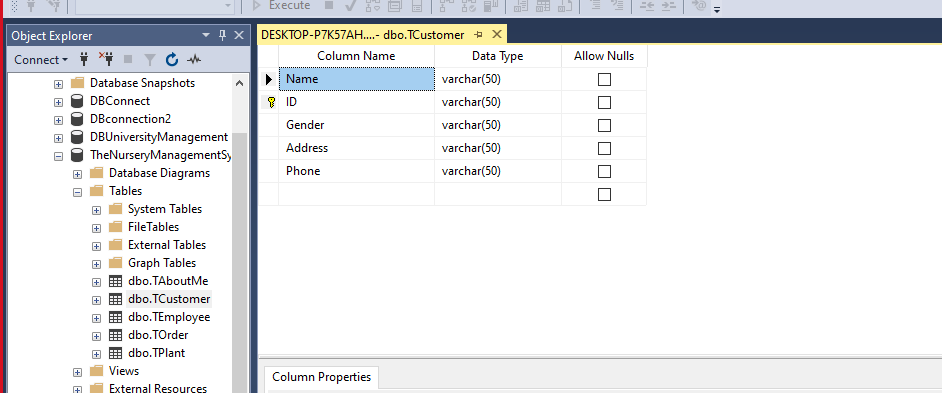 Execute
Object Explorer
Connect
Database Snapshots
DBConnect
DBconnection2
DBUniversityManagement
TheNurseryManagementSy
Database Diagrams
Tables
System Tables
FileTables
External Tables
Graph Tables
dbo.TAboutMe
dbo.TCustomer
dbo.TEmployee
dbo.TOrder
dbo.TPlant
Views
External Resources
DESKTOP-P7K57AH....- dbo.TCustomer
Column Name Data Type Allow Nulls
Name varchar(50)
ID varchar(50)
Gender varchar(50)
Address varchar(50)
Phone varchar(50)
Column Properties